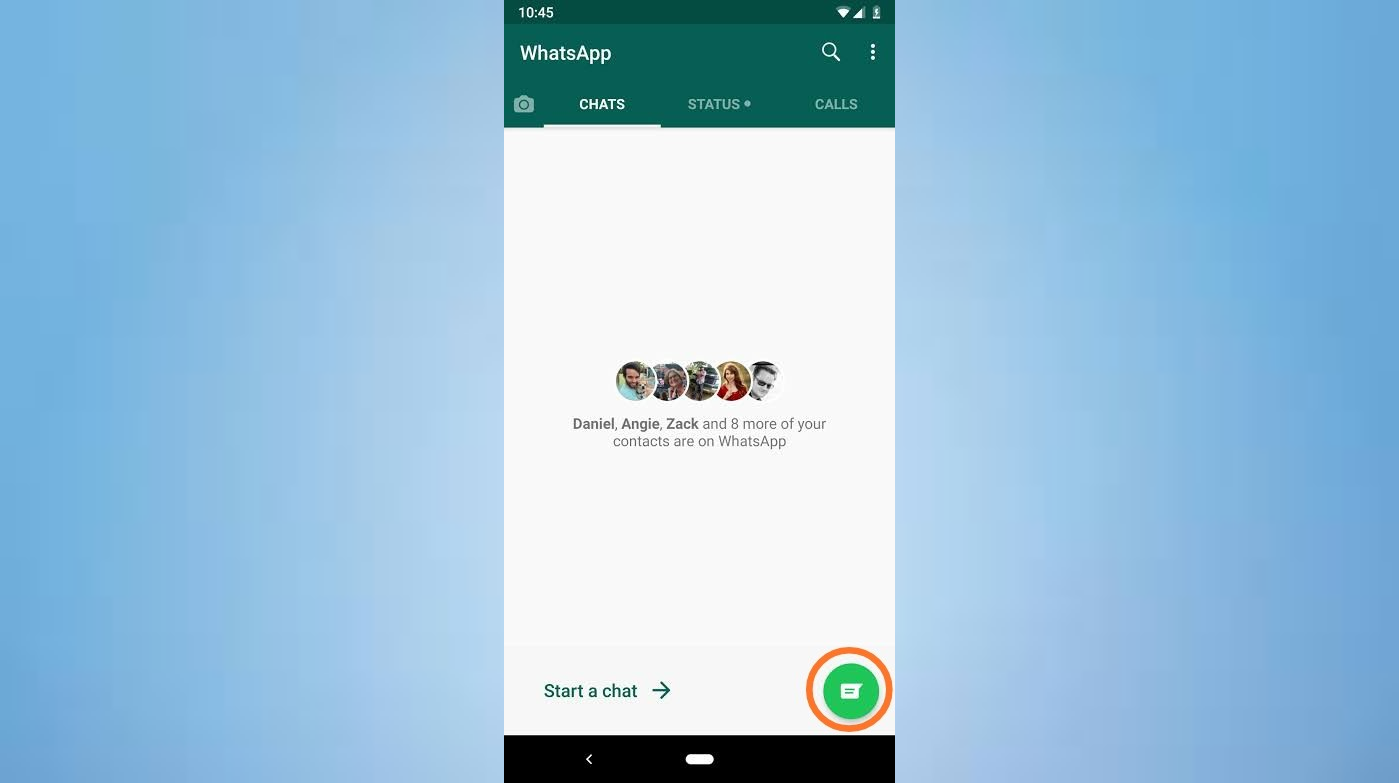 10:45
WhatsApp
CHATS
STATUS
CALLS
Daniel, Angie, Zack and 8 more of your
contacts are on WhatsApp
Start a chat